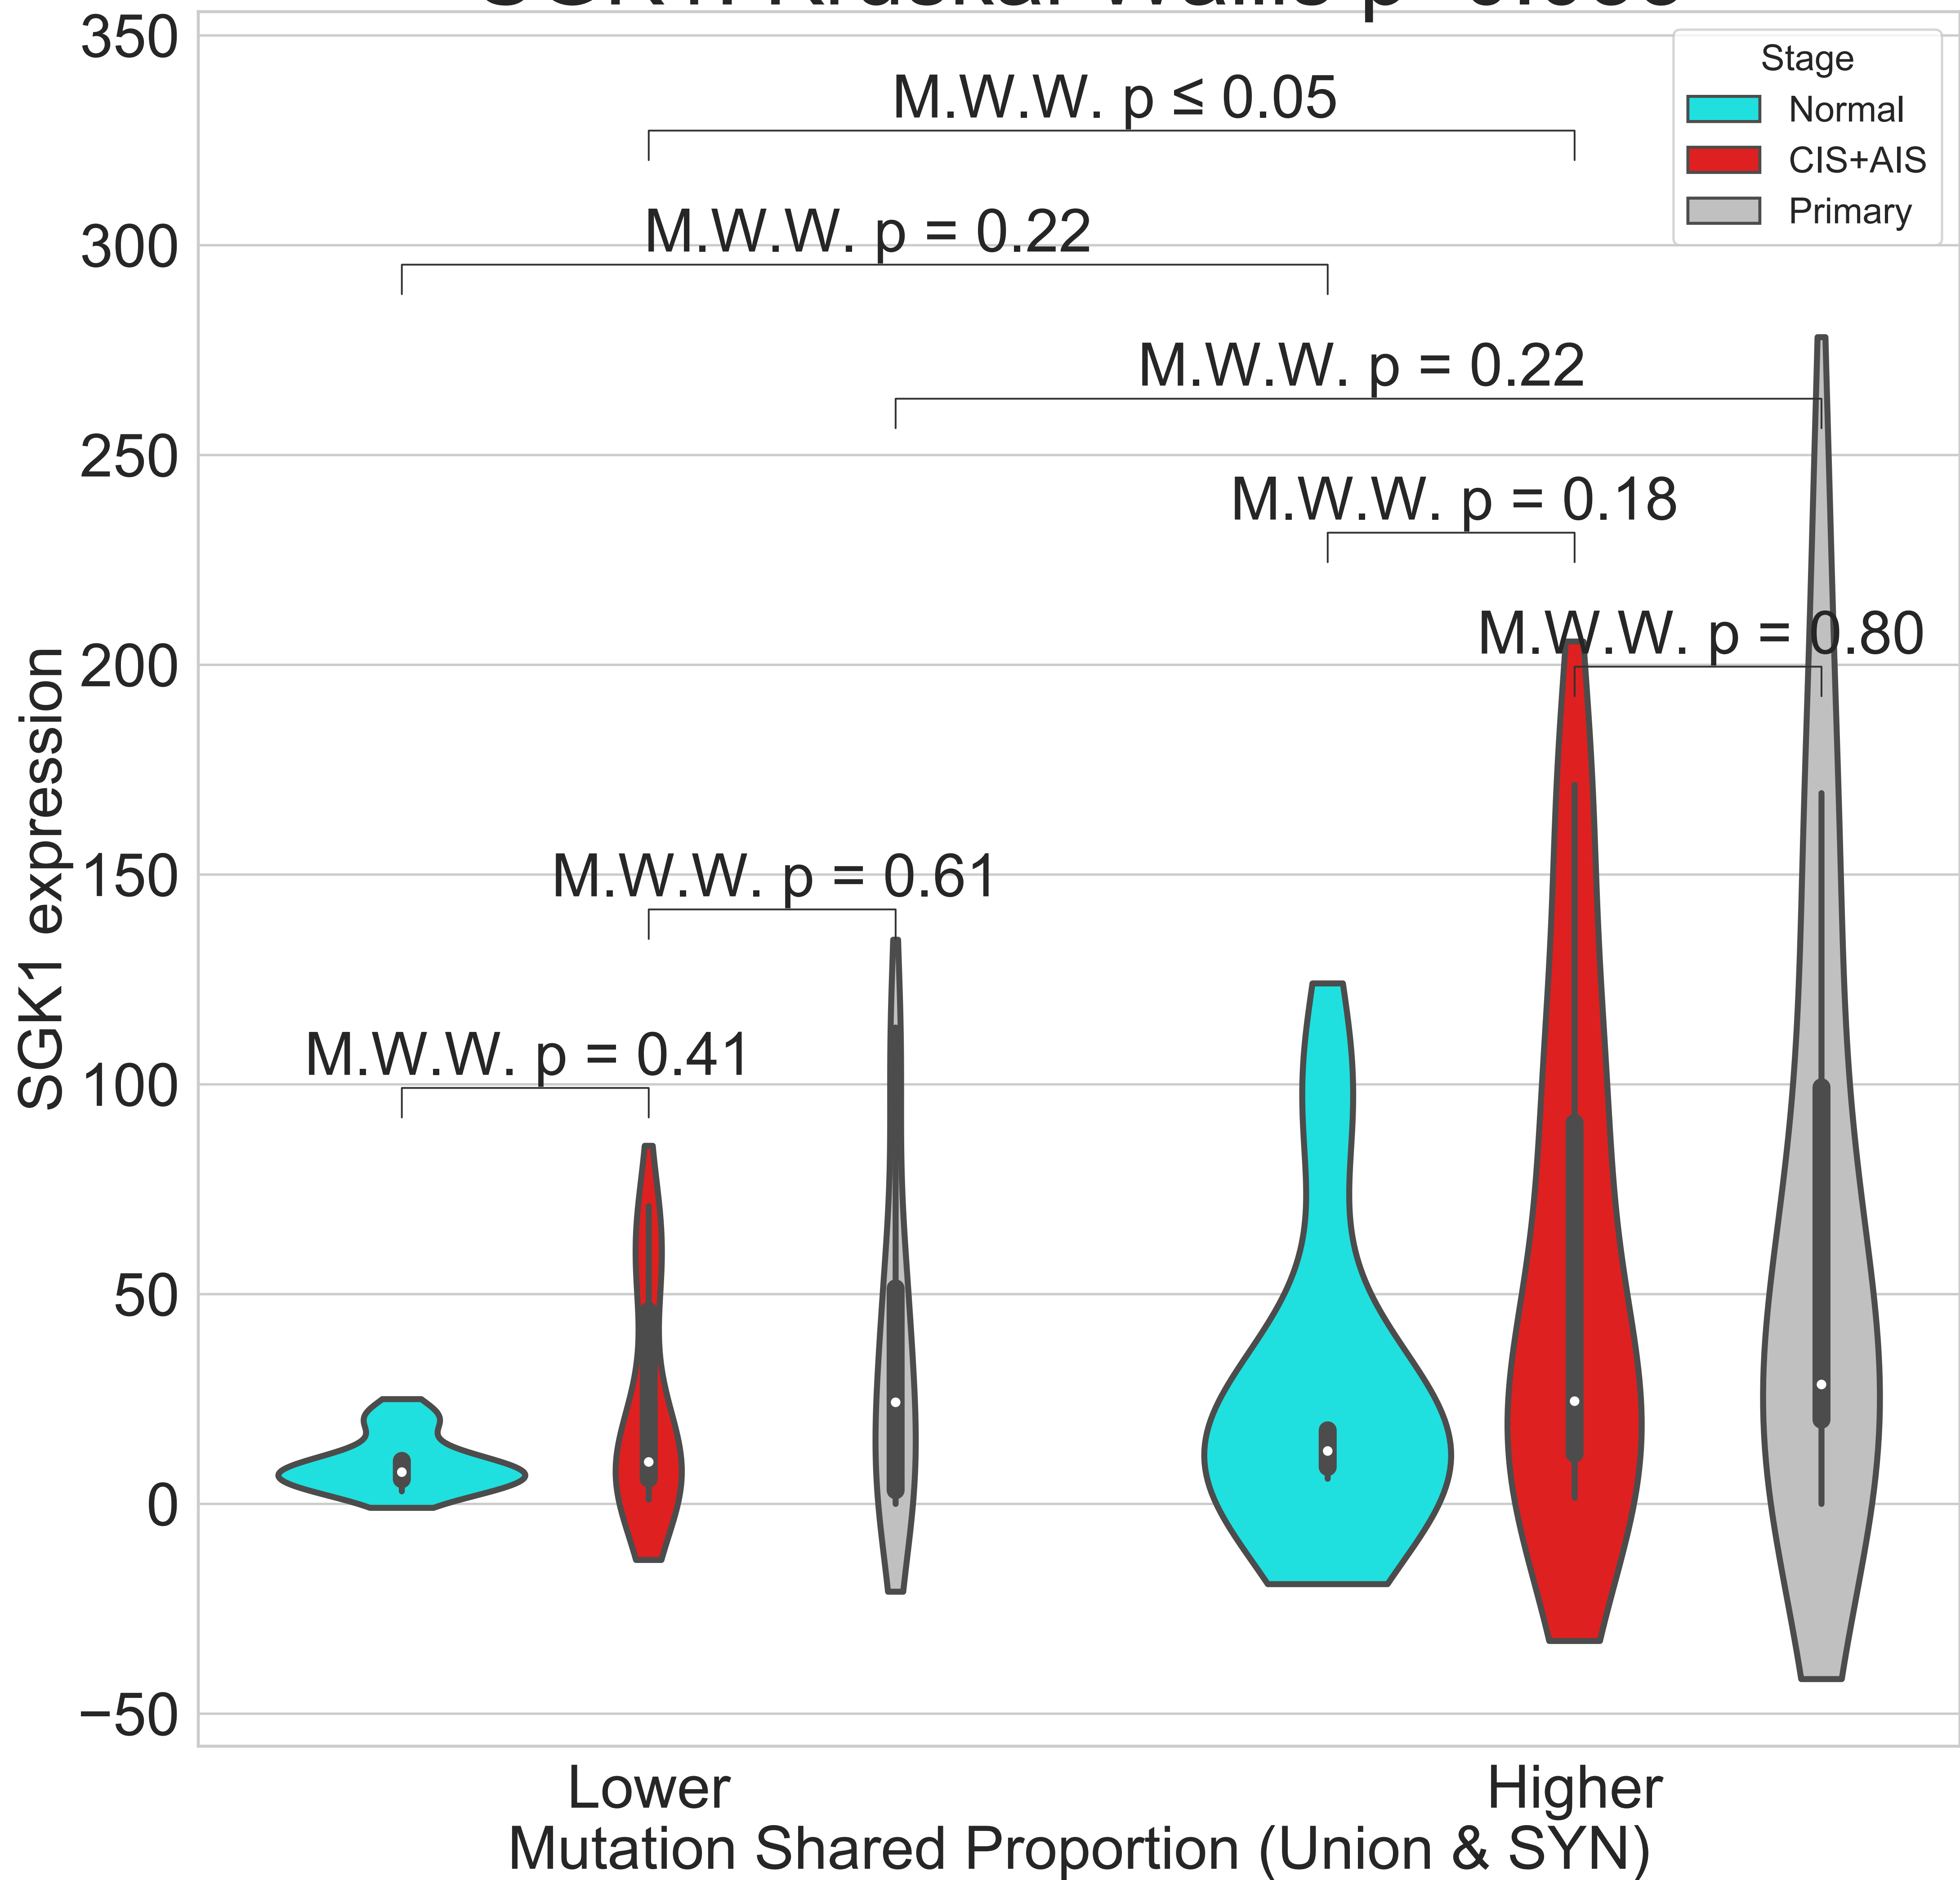 350
300
250
200
150
100
50
0
−50
SGK1 expression
M.W.W. p ≤ 0.05
M.W.W. p = 0.22
M.W.W. p = 0.22
M.W.W. p = 0.18
M.W.W. p = 0.80
M.W.W. p = 0.61
M.W.W. p = 0.41
Stage
Normal
CIS+AIS
Primary
Lower
Higher
Mutation Shared Proportion (Union & SYN)